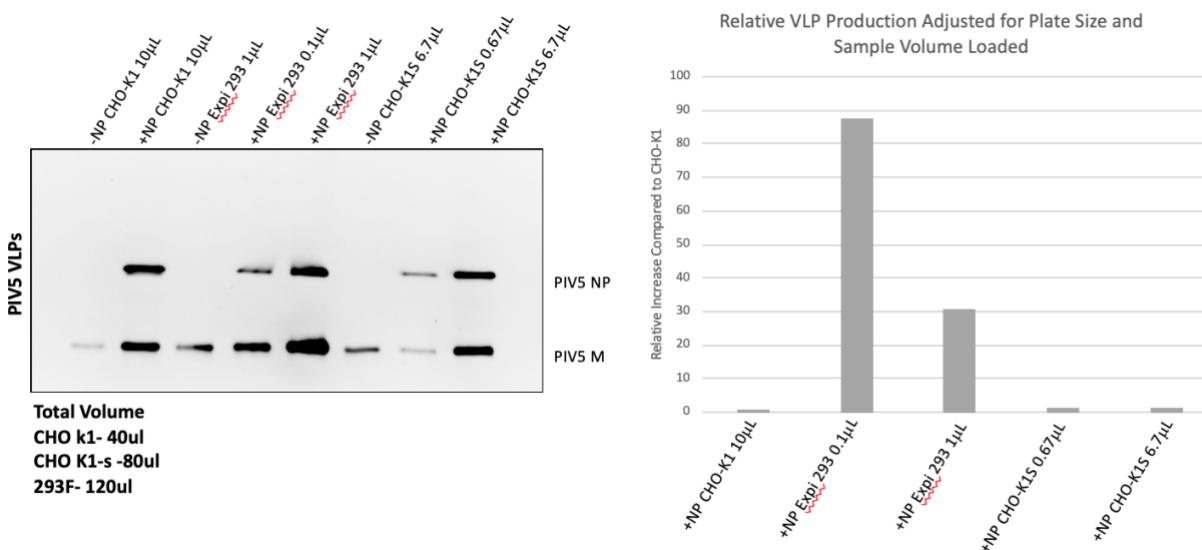 -NP CHO-K1 10µL
+NP CHO-K1 10µL
-NP Expi 293 1µL
+NP Expi 293 0.1µL
+NP Expi 293 1µL
-NP CHO-K1S 6.7µL
+NP CHO-K1S 0.67µL
+NP CHO-K1S 6.7µL
PIV5 VLPs
PIV5 NP
PIV5 M
Total Volume
CHO k1- 40ul
CHO K1-s -80ul
293F- 120ul
Relative VLP Production Adjusted for Plate Size and
Sample Volume Loaded
Relative Increase Compared to CHO-K1
100
90
80
70
60
50
40
30
20
10
0
+NP CHO-K1 10µL
+NP Expi 293 0.1µL
+NP Expi 293 1µL
+NP CHO-K1S 0.67µL
+NP CHO-K1S 6.7µL